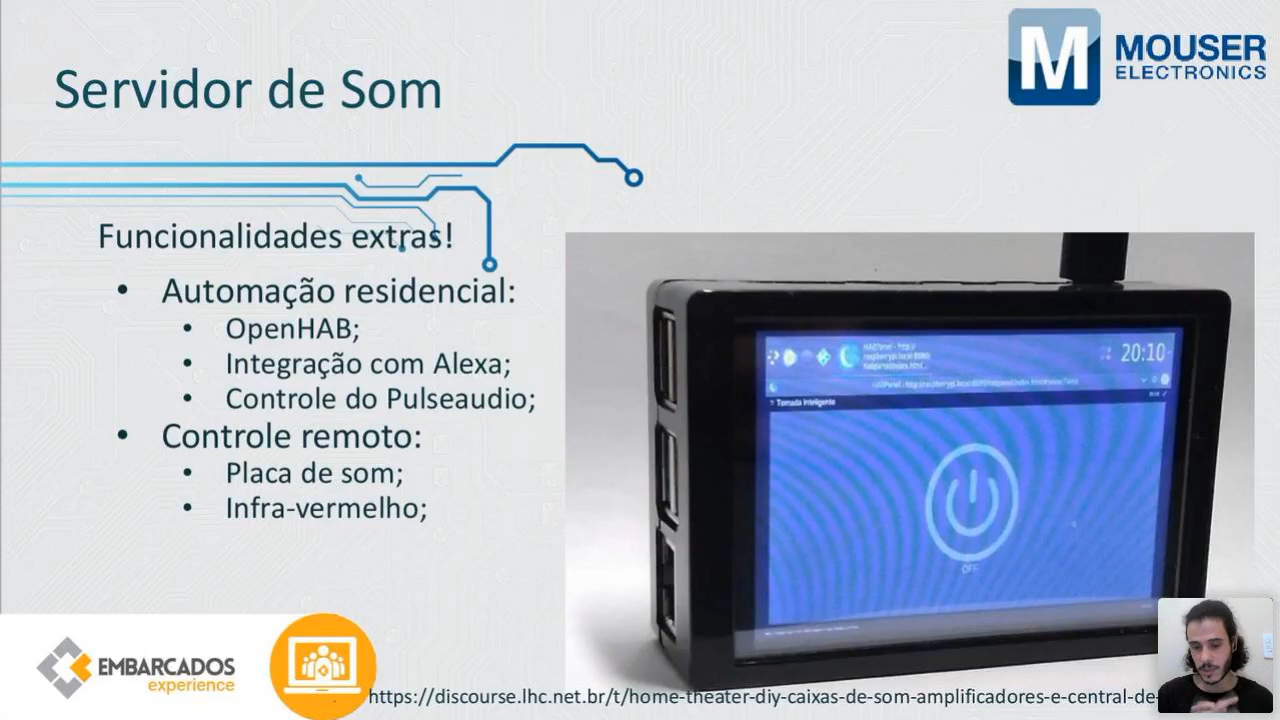 M MOUSER
ELECTRONICS
Servidor de Som
Funcionalidades extras!
• Automação residencial:
• OpenHAB;
• Integração com Alexa;
• Controle do Pulseaudio;
• Controle remoto:
• Placa de som;
• Infra-vermelho;
20:10
Tomada Inteligente
OFF
EMBARCADOS
experience
https://discourse.lhc.net.br/t/home-theater-diy-caixas-de-som-amplificadores-e-central-de-